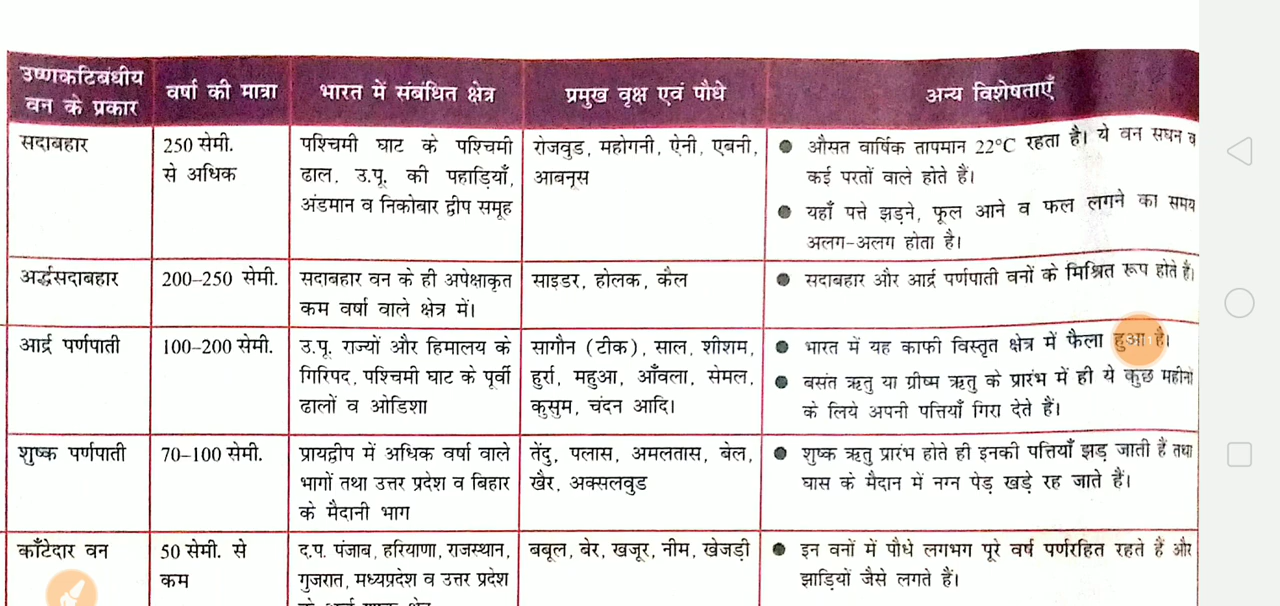 उष्णकटिबंधीय
वन के प्रकार
वर्षा की मात्रा
भारत में संबंधित क्षेत्र
प्रमुख वृक्ष एवं पौधे
अन्य विशेषताएँ
सदाबहार
250 सेमी.
से अधिक
पश्चिमी घाट के पश्चिमी
ढाल, उ.पू. की पहाड़ियाँ,
अंडमान व निकोबार द्वीप समूह
रोजवुड, महोगनी, ऐनी, एबनी,
आबनूस
● औसत वार्षिक तापमान 22°C रहता है। ये वन सघन व
कई परतों वाले होते हैं।
● यहाँ पत्ते झड़ने, फूल आने व फल लगने का समय
अलग-अलग होता है।
अर्द्धसदाबहार
200–250 सेमी.
सदाबहार वन के ही अपेक्षाकृत
कम वर्षा वाले क्षेत्र में।
साइडर, होलक, कैल
● सदाबहार और आर्द्र पर्णपाती वनों के मिश्रित रूप होते हैं।
आर्द्र पर्णपाती
100–200 सेमी.
उ.पू. राज्यों और हिमालय के
गिरिपद, पश्चिमी घाट के पूर्वी
ढालों व ओडिशा
सागौन (टीक), साल, शीशम,
हुर्रा, महुआ, आँवला, सेमल,
कुसुम, चंदन आदि।
● भारत में यह काफी विस्तृत क्षेत्र में फैला हुआ है।
● बसंत ऋतु या ग्रीष्म ऋतु के प्रारंभ में ही ये कुछ महीनों
के लिये अपनी पत्तियाँ गिरा देते हैं।
शुष्क पर्णपाती
70–100 सेमी.
प्रायद्वीप में अधिक वर्षा वाले
भागों तथा उत्तर प्रदेश व बिहार
के मैदानी भाग
तेंदु, पलास, अमलतास, बेल,
खैर, अक्सलवुड
● शुष्क ऋतु प्रारंभ होते ही इनकी पत्तियाँ झड़ जाती हैं तथा
घास के मैदान में नग्न पेड़ खड़े रह जाते हैं।
काँटेदार वन
50 सेमी. से
कम
द.प. पंजाब, हरियाणा, राजस्थान,
गुजरात, मध्यप्रदेश व उत्तर प्रदेश
बबूल, बेर, खजूर, नीम, खेजड़ी
● इन वनों में पौधे लगभग पूरे वर्ष पर्णरहित रहते हैं और
झाड़ियों जैसे लगते हैं।